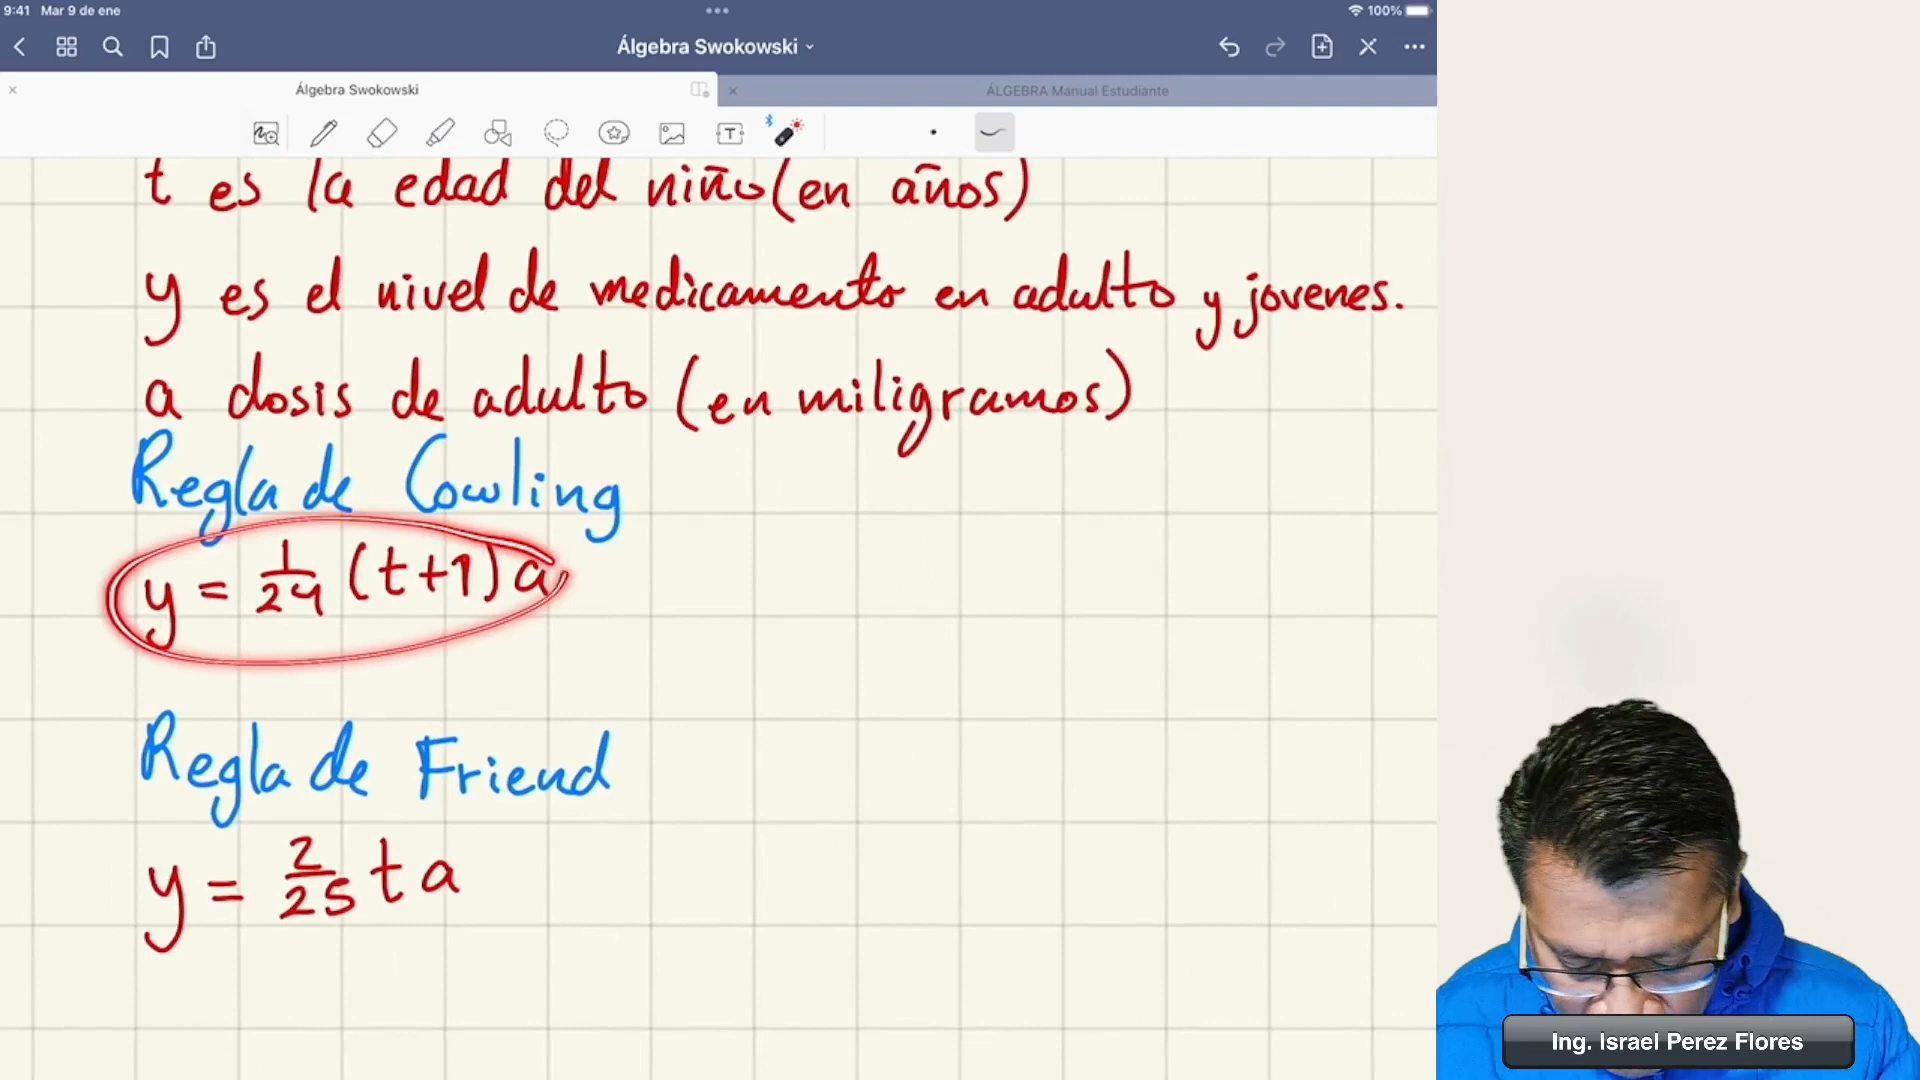 9:41 Mar 9 de ene
100%
Álgebra Swokowski
Álgebra Swokowski
ÁLGEBRA Manual Estudiante
t es la edad del niño (en años)
y es el nivel de medicamento en adulto y jovenes.
a dosis de adulto (en miligramos)
Regla de Cowling
y = 1/24 (t+1) a
Regla de Friend
y = 2/25 t a
Ing. Israel Perez Flores